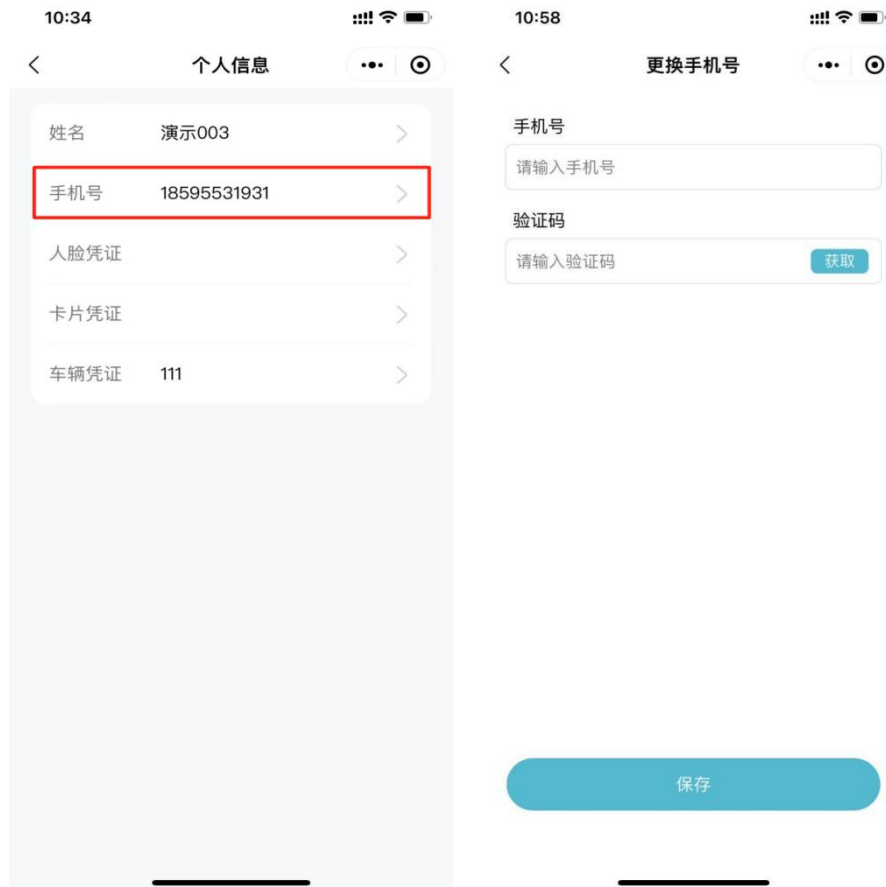 10:34
个人信息
姓名 演示003
手机号 18595531931
人脸凭证
卡片凭证
车辆凭证 111
10:58
更换手机号
手机号
请输入手机号
验证码
请输入验证码 获取
保存